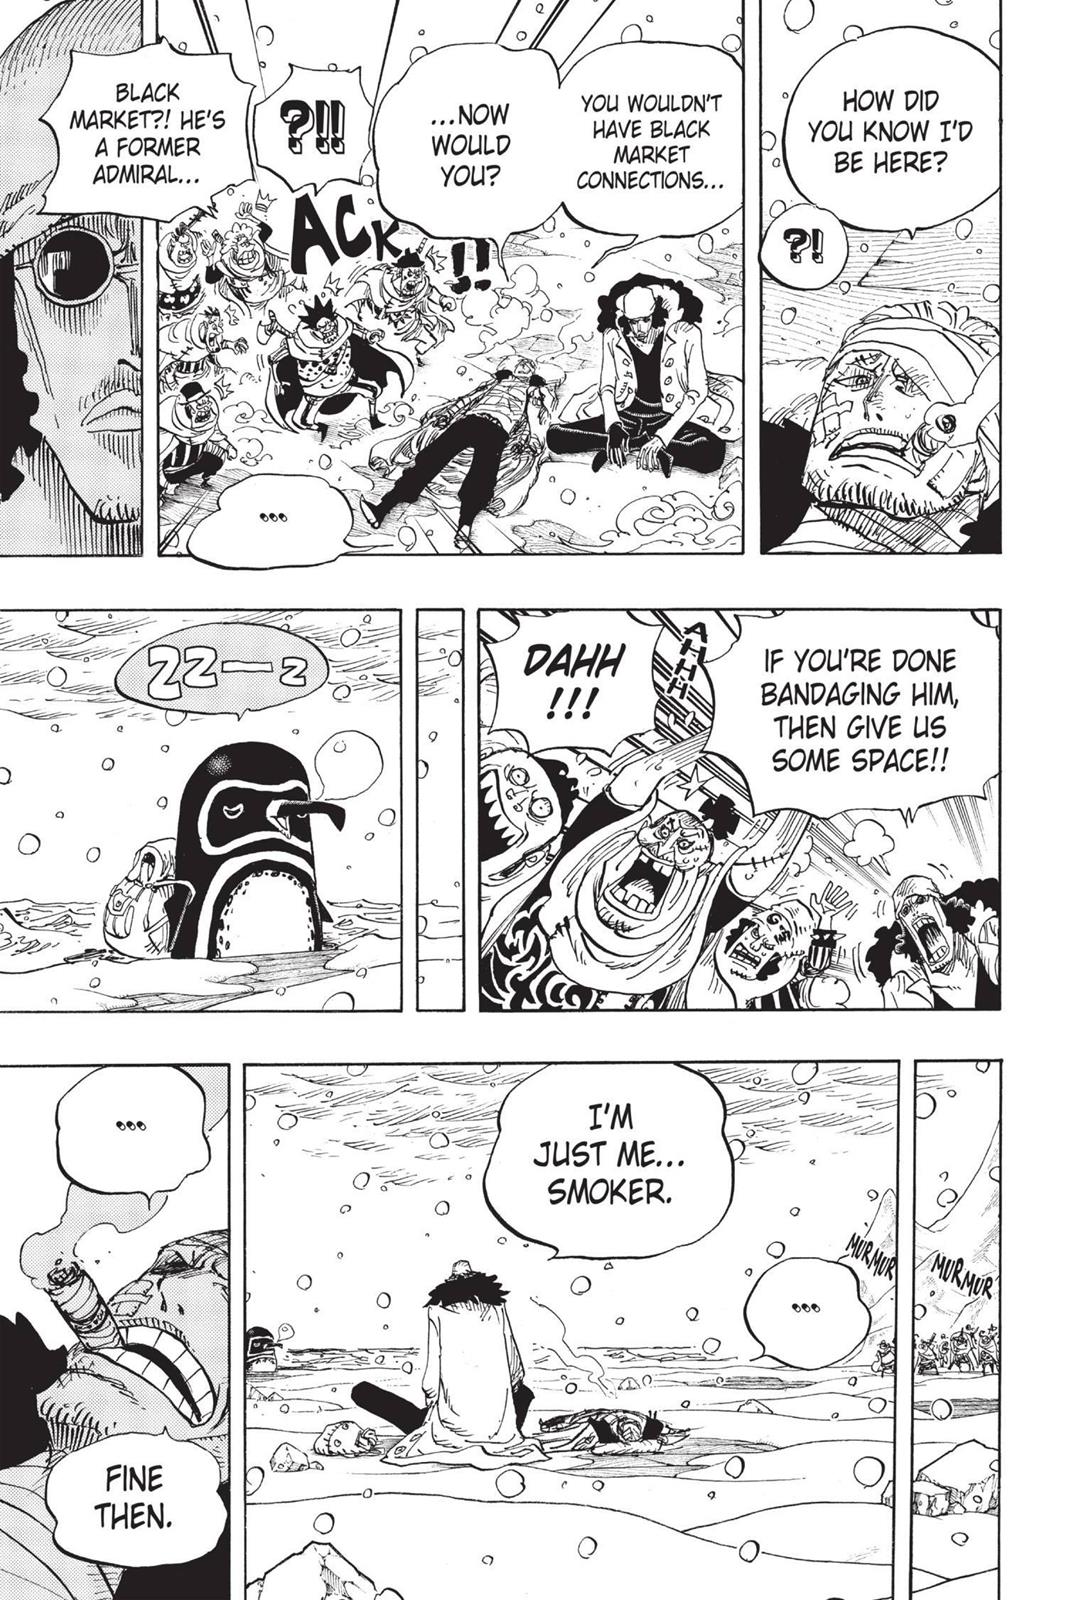 HOW DID
YOU KNOW I'D
BE HERE?
?!
YOU WOULDN'T
HAVE BLACK
MARKET
CONNECTIONS...
...NOW
WOULD
YOU?
?!!
ACK
!!
BLACK
MARKET?! HE'S
A FORMER
ADMIRAL...
...
IF YOU'RE DONE
BANDAGING HIM,
THEN GIVE US
SOME SPACE!!
AHHH
DAHH
!!!
ZZ—Z
MURMUR
MURMUR
I'M
JUST ME...
SMOKER.
...
...
FINE
THEN.